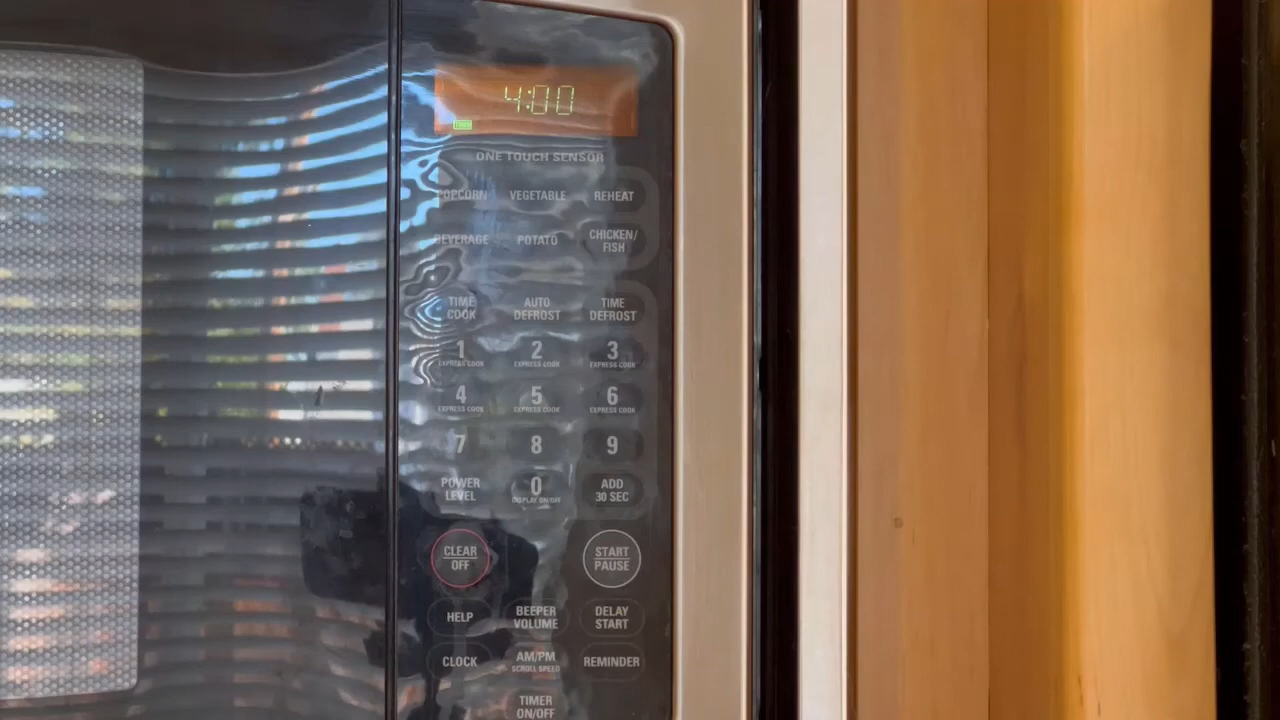 4:00
ONE TOUCH SENSOR
POPCORN VEGETABLE REHEAT
BEVERAGE POTATO CHICKEN/
FISH
TIME AUTO TIME
COOK DEFROST DEFROST
1 2 3
EXPRESS COOK EXPRESS COOK EXPRESS COOK
4 5 6
EXPRESS COOK EXPRESS COOK EXPRESS COOK
7 8 9
POWER 0 ADD
LEVEL DISPLAY ON/OFF 30 SEC
CLEAR START
OFF PAUSE
HELP BEEPER DELAY
VOLUME START
CLOCK AM/PM REMINDER
SCROLL SPEED
TIMER
ON/OFF